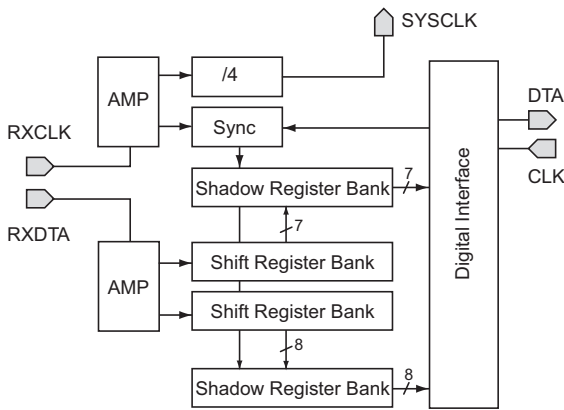 SYSCLK
/4
AMP
DTA
RXCLK
Sync
CLK
Shadow Register Bank
7
RXDTA
7
Digital Interface
Shift Register Bank
AMP
Shift Register Bank
8
Shadow Register Bank
8